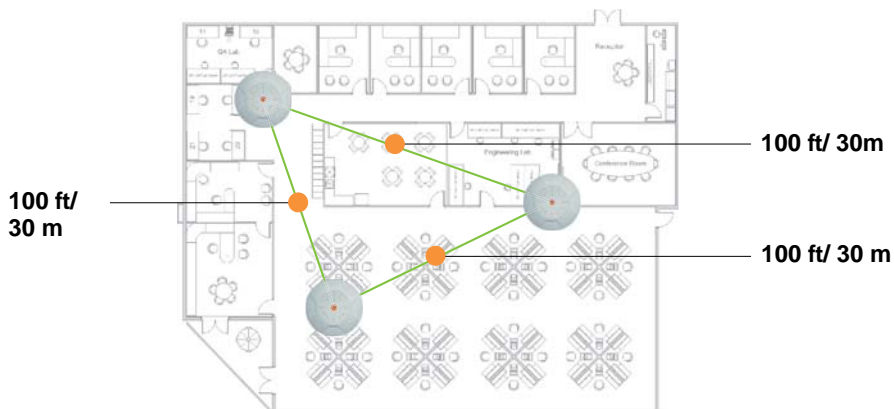 QA Lab
Reception
100 ft/ 30m
Engineering Lab
Conference Room
100 ft/
30 m
100 ft/ 30 m